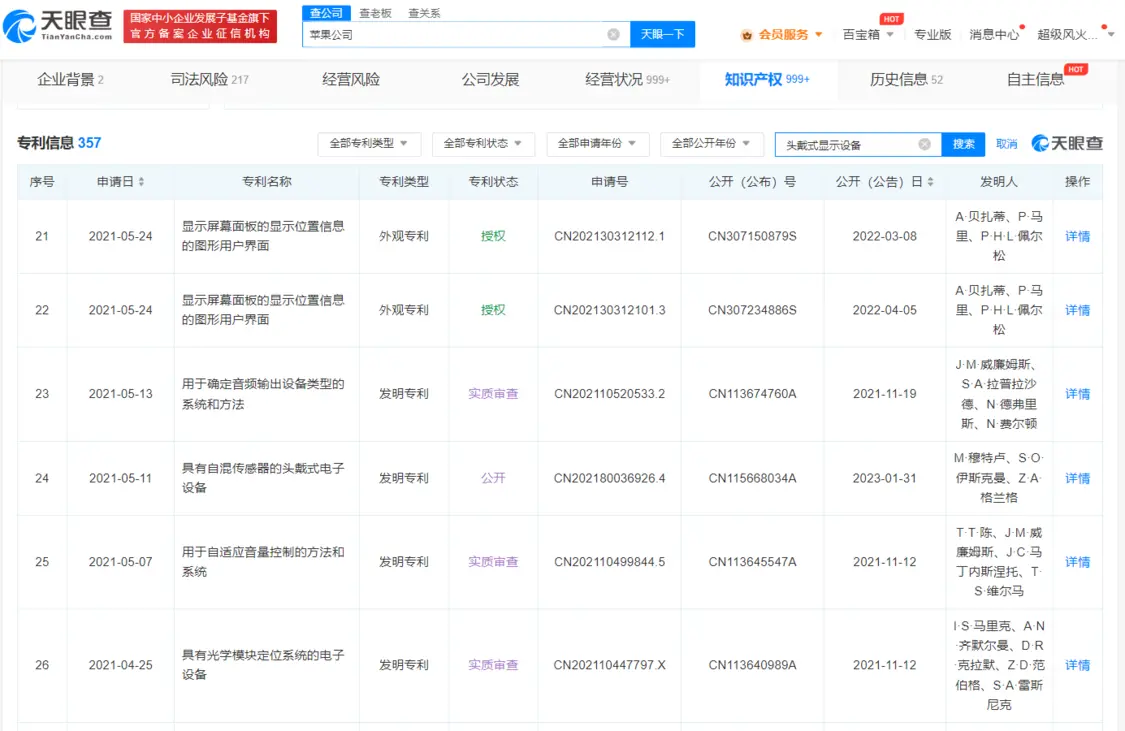 天眼查
TianYanCha.com
国家中小企业发展子基金旗下
官方备案企业征信机构
查公司 查老板 查关系
苹果公司
天眼一下
会员服务
HOT
百宝箱
专业版
消息中心
超级风火...
企业背景 2
司法风险 217
经营风险
公司发展
经营状况 999+
知识产权 999+
历史信息 52
自主信息
HOT
专利信息 357
全部专利类型
全部专利状态
全部申请年份
全部公开年份
头戴式显示设备
搜索
取消
天眼查
序号 申请日 专利名称 专利类型 专利状态 申请号 公开（公布）号 公开（公告）日 发明人 操作
21 2021-05-24
显示屏幕面板的显示位置信息
的图形用户界面
外观专利 授权 CN202130312112.1 CN307150879S 2022-03-08
A·贝扎蒂、P·马
里、P·H·L·佩尔
松
详情
22 2021-05-24
显示屏幕面板的显示位置信息
的图形用户界面
外观专利 授权 CN202130312101.3 CN307234886S 2022-04-05
A·贝扎蒂、P·马
里、P·H·L·佩尔
松
详情
23 2021-05-13
用于确定音频输出设备类型的
系统和方法
发明专利 实质审查 CN202110520533.2 CN113674760A 2021-11-19
J·M·威廉姆斯、
S·A·拉普拉沙
德、N·德弗里
斯、N·费尔顿
详情
24 2021-05-11
具有自混传感器的头戴式电子
设备
发明专利 公开 CN202180036926.4 CN115668034A 2023-01-31
M·穆特卢、S·O·
伊斯克曼、Z·A·
格兰格
详情
25 2021-05-07
用于自适应音量控制的方法和
系统
发明专利 实质审查 CN202110499844.5 CN113645547A 2021-11-12
T·T·陈、J·M·威
廉姆斯、J·C·马
丁内斯涅托、T·
S·维尔马
详情
26 2021-04-25
具有光学模块定位系统的电子
设备
发明专利 实质审查 CN202110447797.X CN113640989A 2021-11-12
I·S·马里克、A·N
·齐默尔曼、D·R
·克拉默、Z·D·范
伯格、S·A·雷斯
尼克
详情